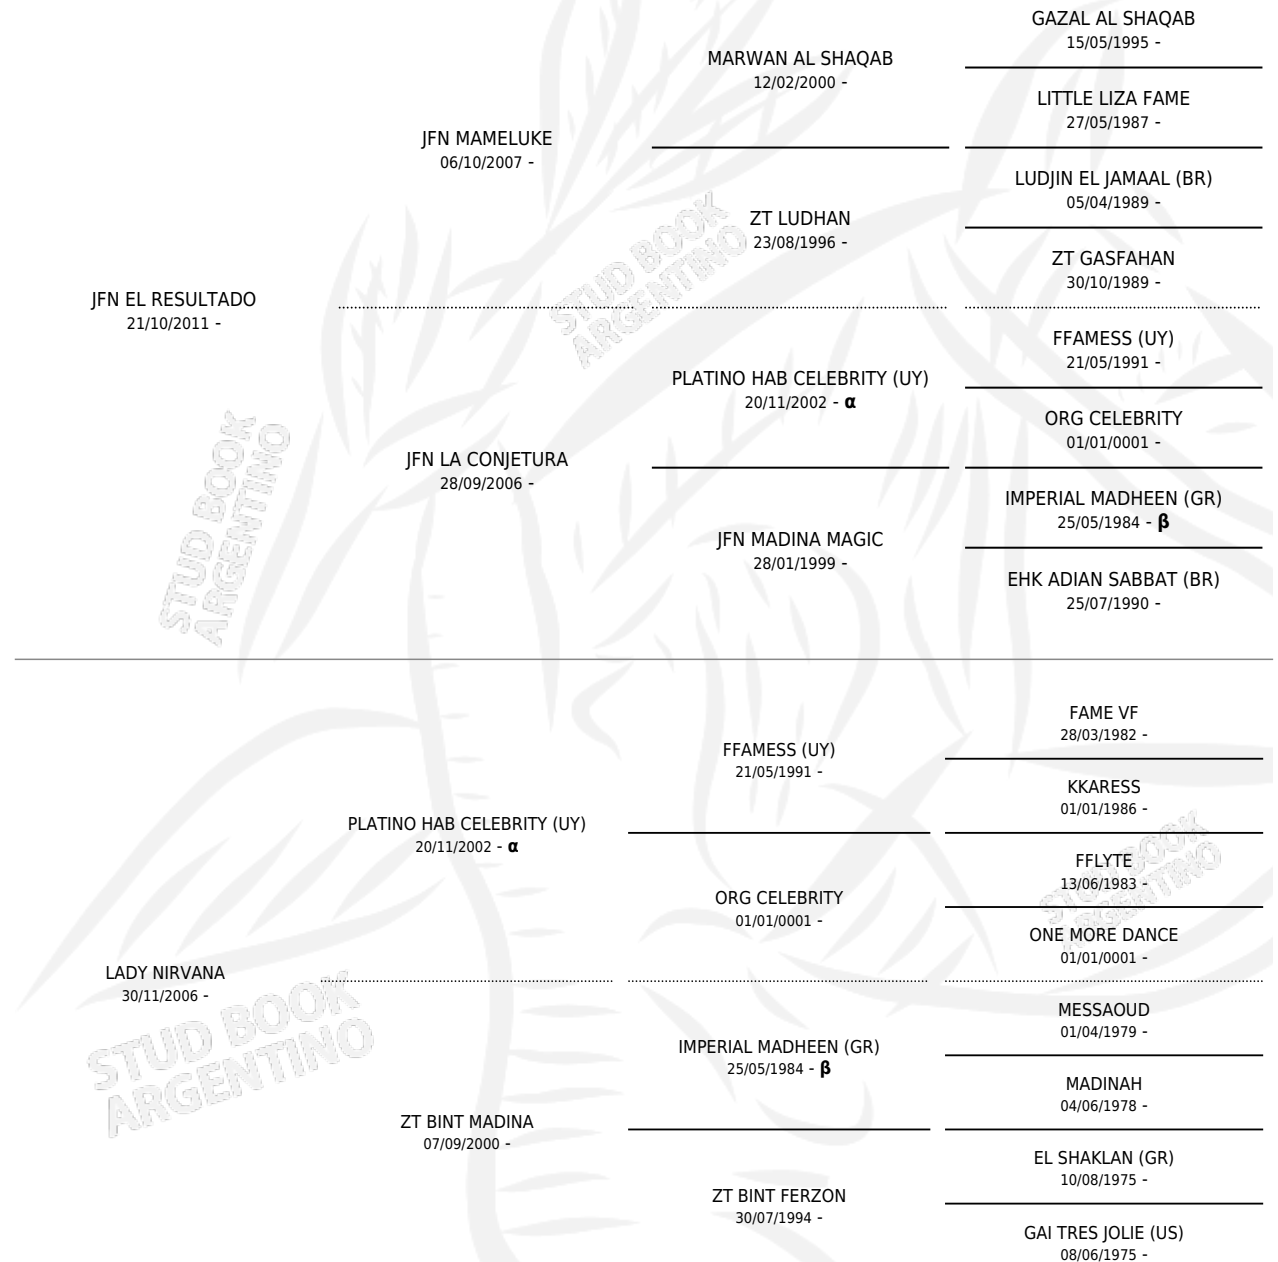 GAZAL AL SHAQAB
15/05/1995 -
MARWAN AL SHAQAB
12/02/2000 -
LITTLE LIZA FAME
27/05/1987 -
JFN MAMELUKE
06/10/2007 -
LUDJIN EL JAMAAL (BR)
05/04/1989 -
ZT LUDHAN
23/08/1996 -
ZT GASFAHAN
30/10/1989 -
JFN EL RESULTADO
21/10/2011 -
FFAMESS (UY)
21/05/1991 -
PLATINO HAB CELEBRITY (UY)
20/11/2002 - α
ORG CELEBRITY
01/01/0001 -
JFN LA CONJETURA
28/09/2006 -
IMPERIAL MADHEEN (GR)
25/05/1984 - β
JFN MADINA MAGIC
28/01/1999 -
EHK ADIAN SABBAT (BR)
25/07/1990 -
FAME VF
28/03/1982 -
FFAMESS (UY)
21/05/1991 -
KKARESS
01/01/1986 -
PLATINO HAB CELEBRITY (UY)
20/11/2002 - α
FFLYTE
13/06/1983 -
ORG CELEBRITY
01/01/0001 -
ONE MORE DANCE
01/01/0001 -
LADY NIRVANA
30/11/2006 -
MESSAOUD
01/04/1979 -
IMPERIAL MADHEEN (GR)
25/05/1984 - β
MADINAH
04/06/1978 -
ZT BINT MADINA
07/09/2000 -
EL SHAKLAN (GR)
10/08/1975 -
ZT BINT FERZON
30/07/1994 -
GAI TRES JOLIE (US)
08/06/1975 -
STUD BOOK
ARGENTINO
STUD BOOK
ARGENTINO
STUD BOOK
ARGENTINO
STUD BOOK
ARGENTINO